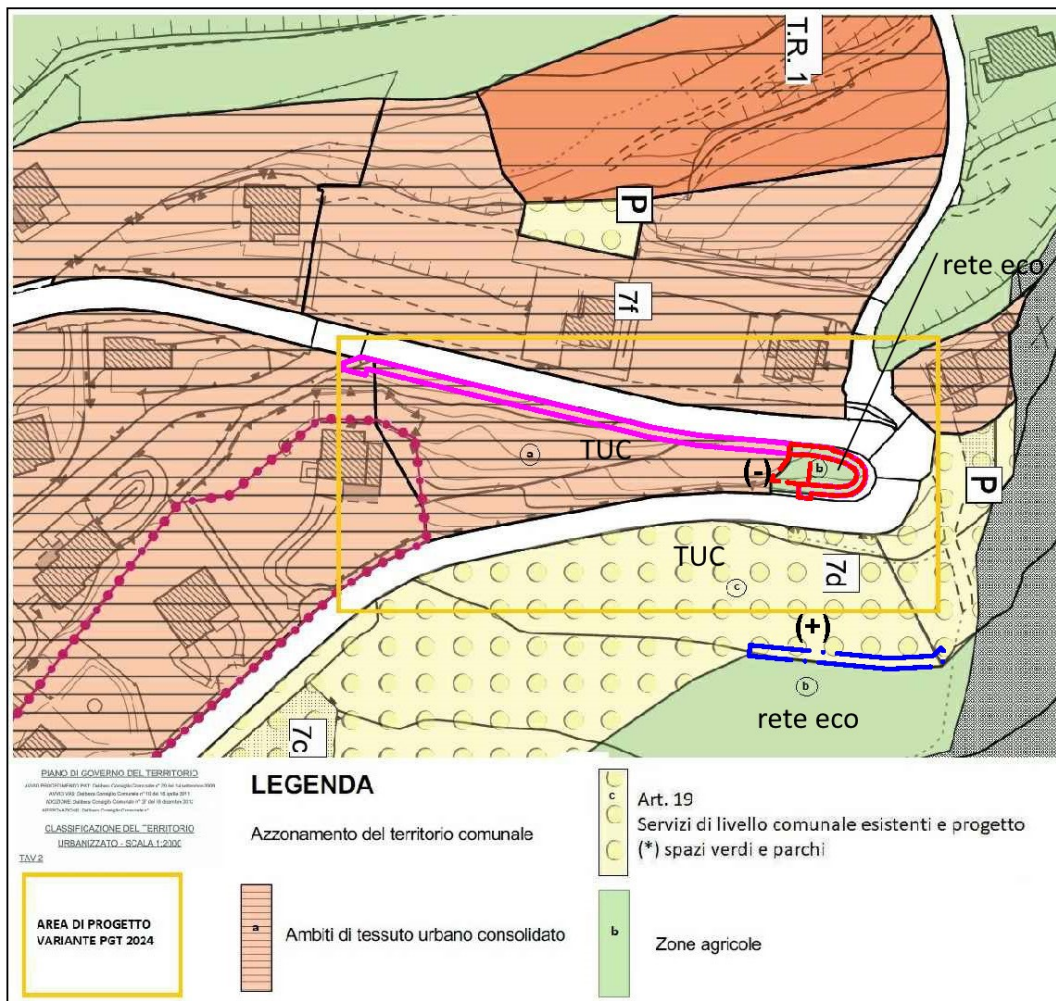 T.R. 1
P
rete eco
7f
a
TUC
(-)
b
P
TUC
7d
c
(+)
b
rete eco
7c
PIANO DI GOVERNO DEL TERRITORIO
CLASSIFICAZIONE DEL TERRITORIO
URBANIZZATO - SCALA 1:2000
TAV 2
AREA DI PROGETTO
VARIANTE PGT 2024
LEGENDA
Azzonamento del territorio comunale
a
Ambiti di tessuto urbano consolidato
c
Art. 19
Servizi di livello comunale esistenti e progetto
(*) spazi verdi e parchi
b
Zone agricole